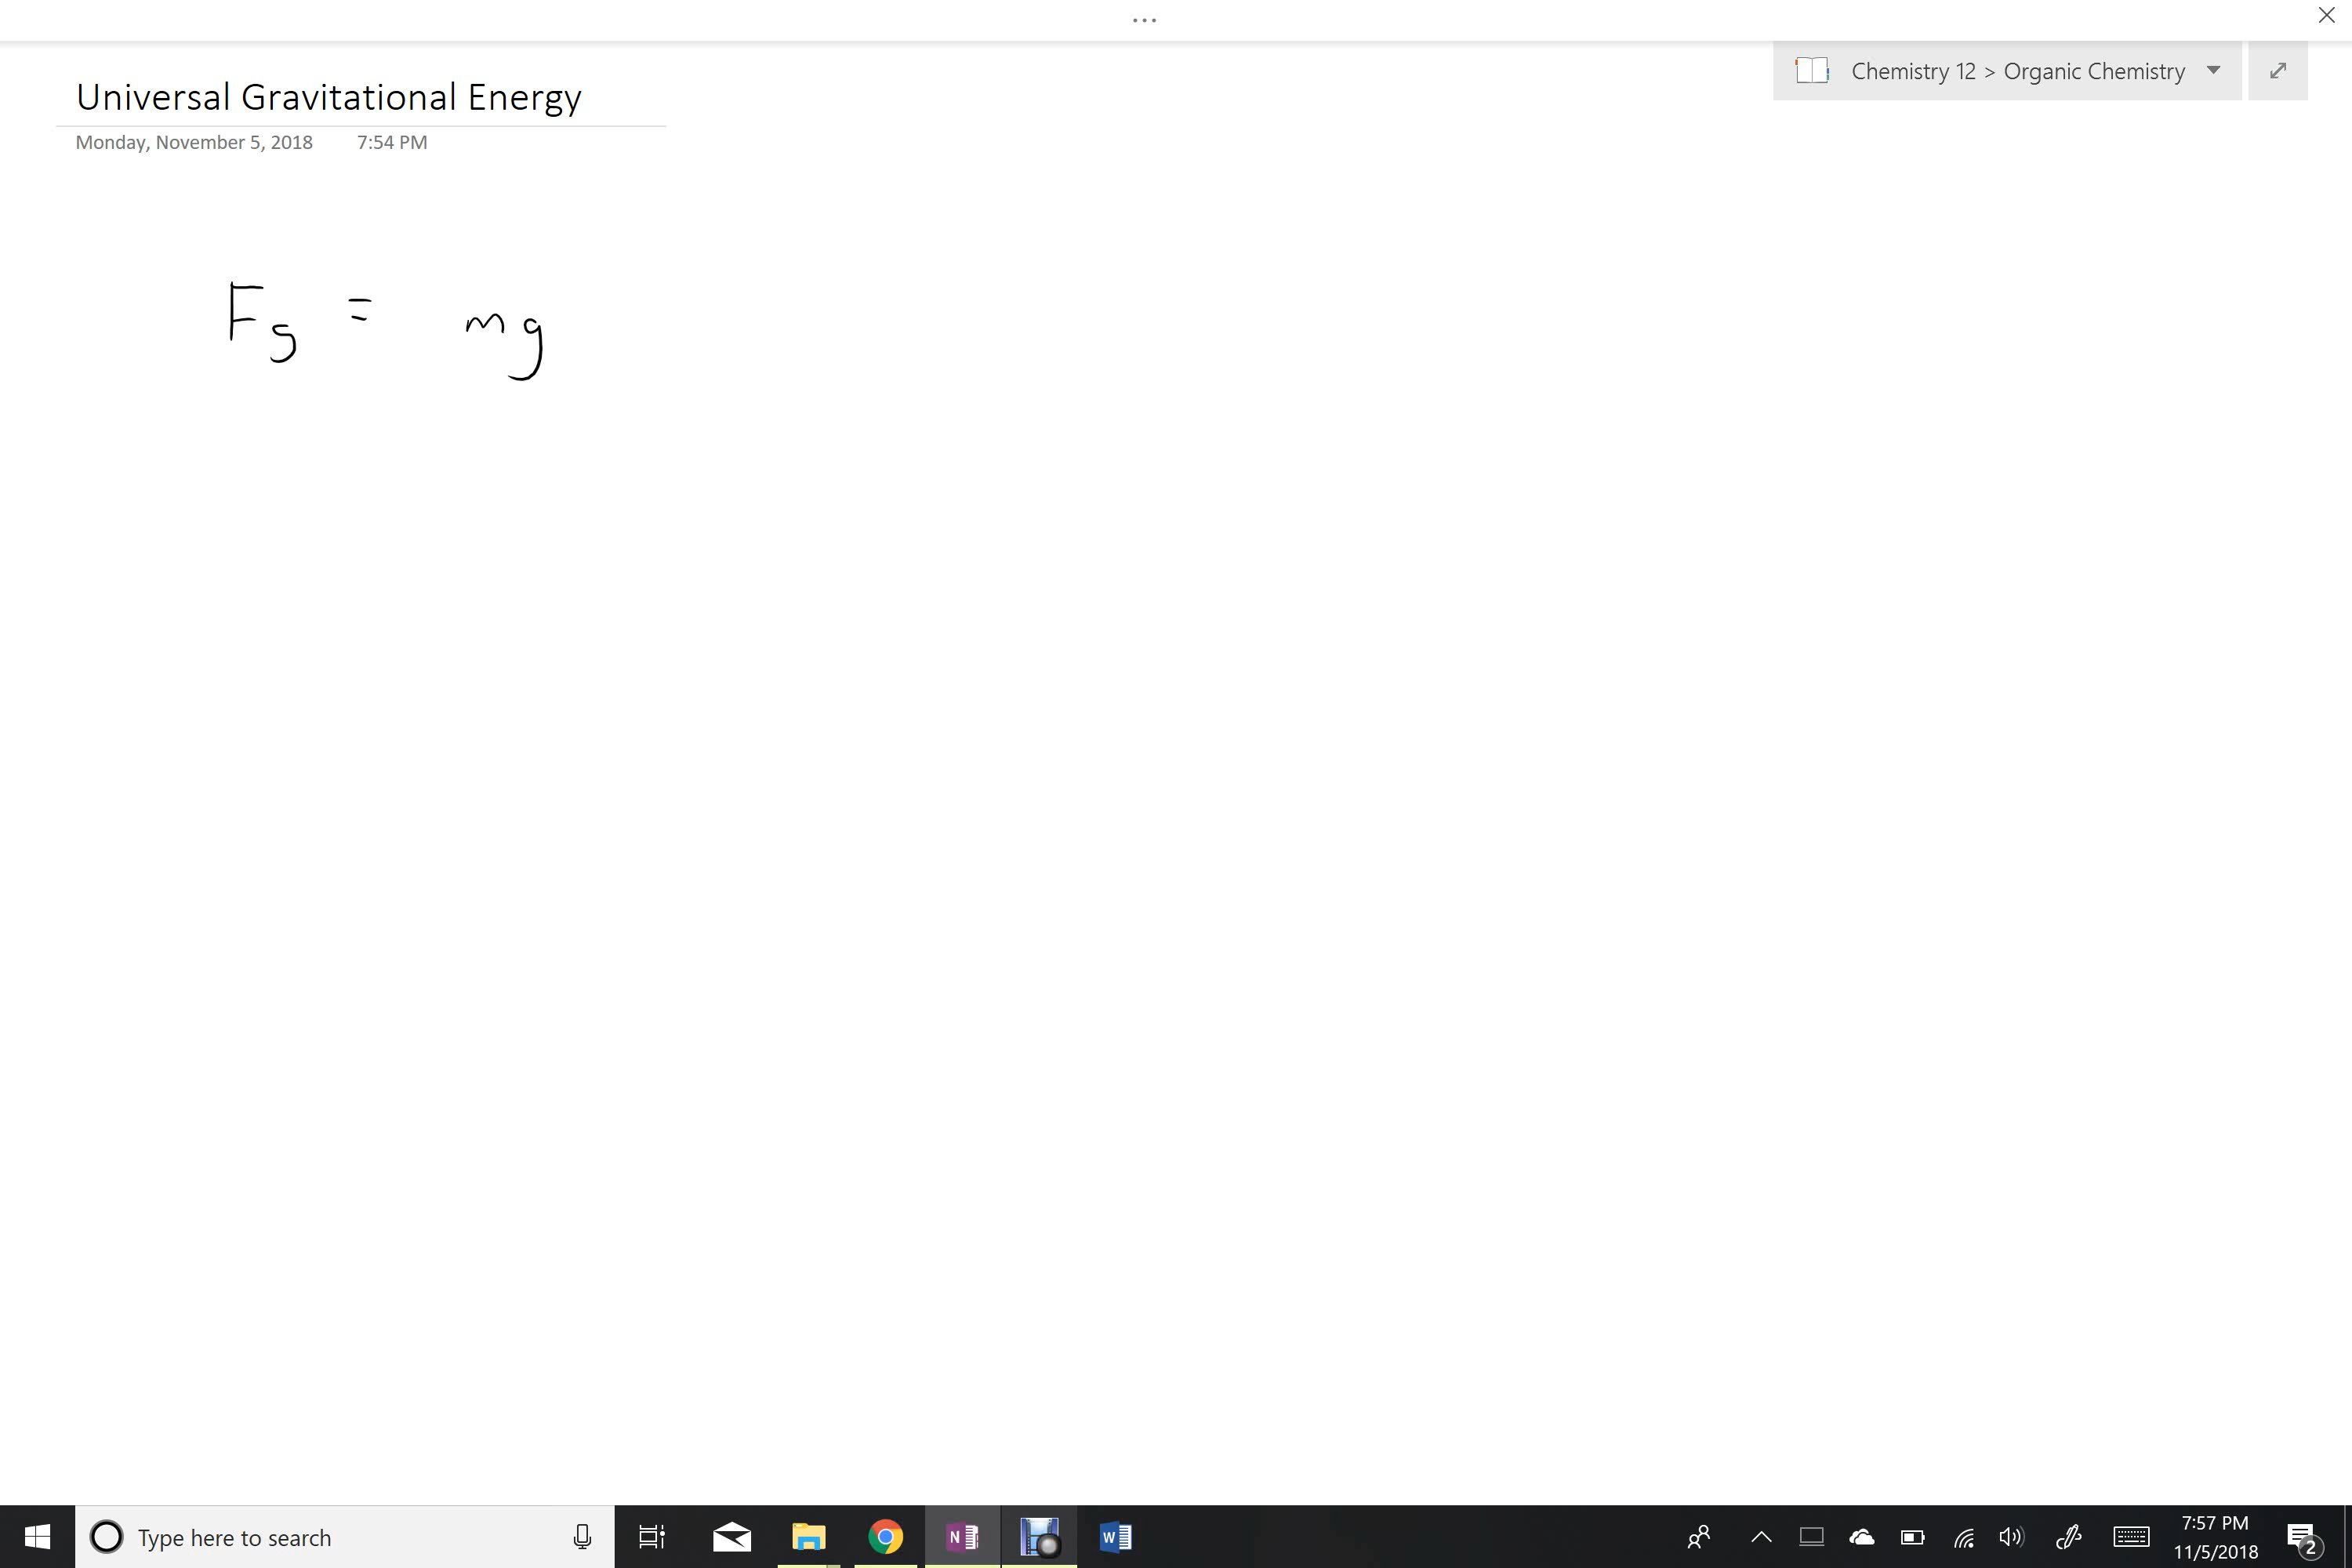 Chemistry 12 > Organic Chemistry
Universal Gravitational Energy
Monday, November 5, 2018 7:54 PM
Fg = mg
Type here to search
N
W
7:57 PM
11/5/2018
2